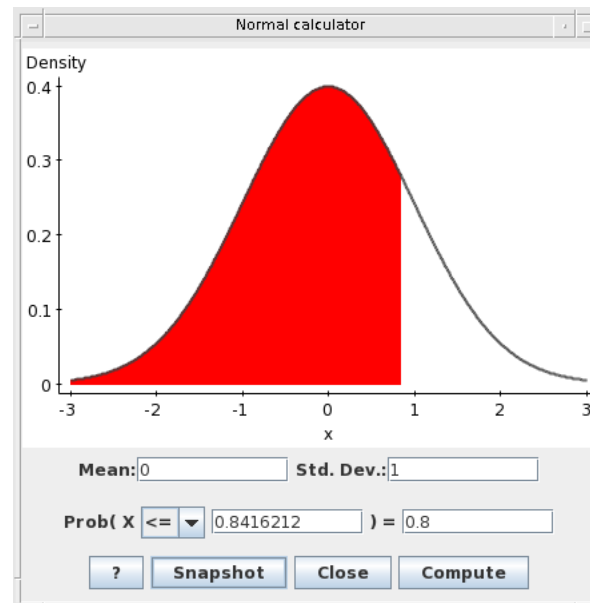 Normal calculator
Density
0.4
0.3
0.2
0.1
0
-3 -2 -1 0 1 2 3
x
Mean: 0 Std. Dev.: 1
Prob( X <= 0.8416212 ) = 0.8
? Snapshot Close Compute